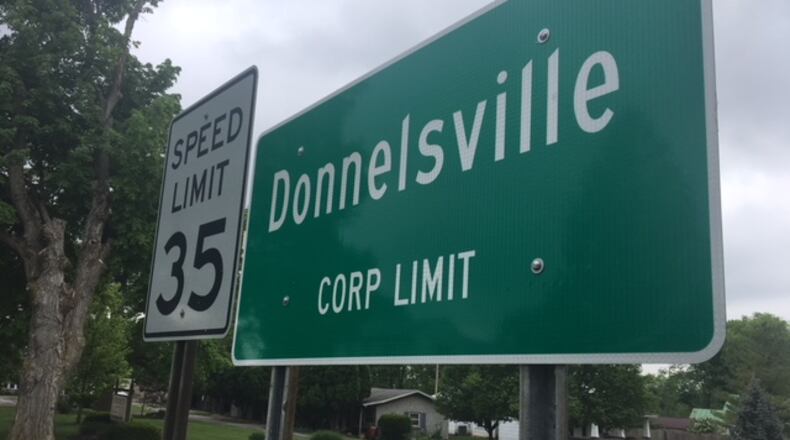 SPEED
LIMIT
35
Donnelsville
CORP LIMIT